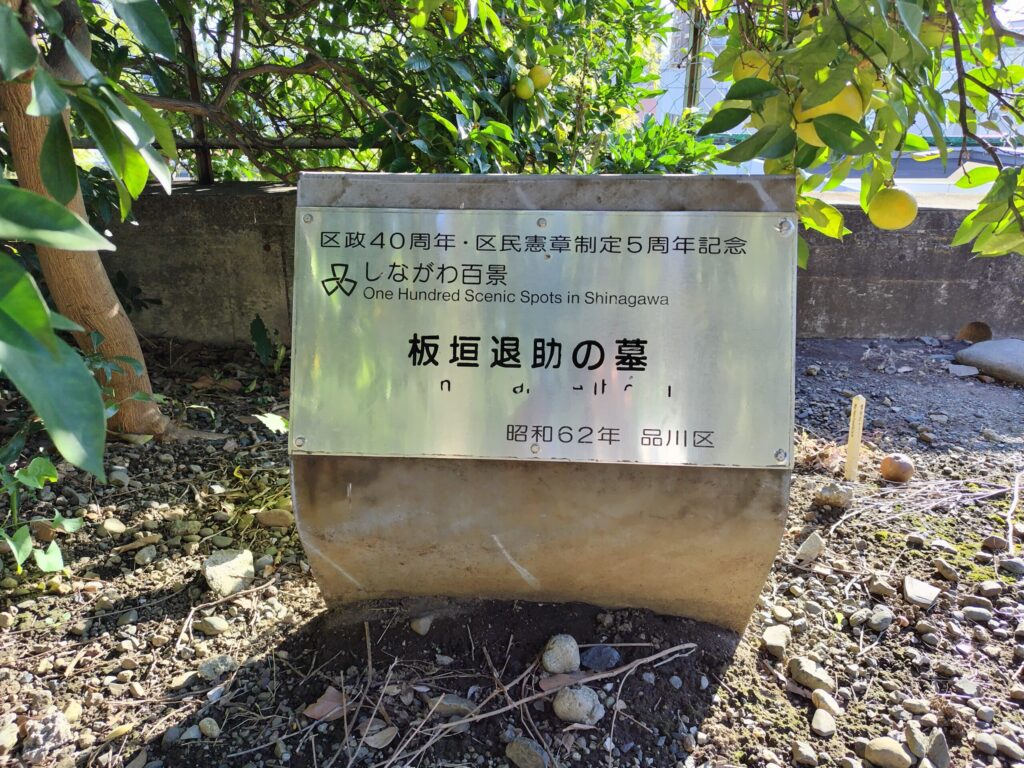 区政40周年・区民憲章制定5周年記念
しながわ百景
One Hundred Scenic Spots in Shinagawa
板垣退助の墓
昭和62年 品川区